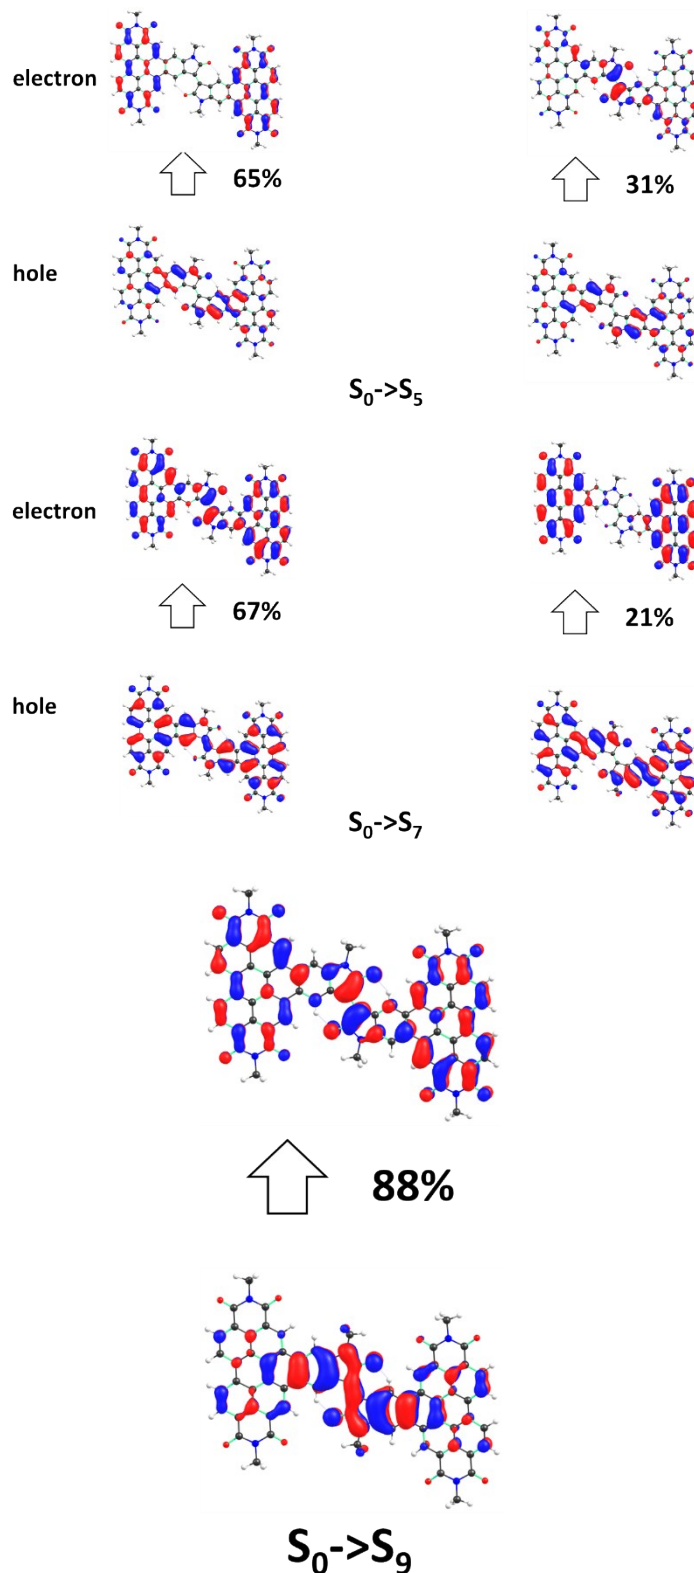 electron
65% 31%
hole
S₀->S₅
electron
67% 21%
hole
S₀->S₇
88%
S₀->S₉